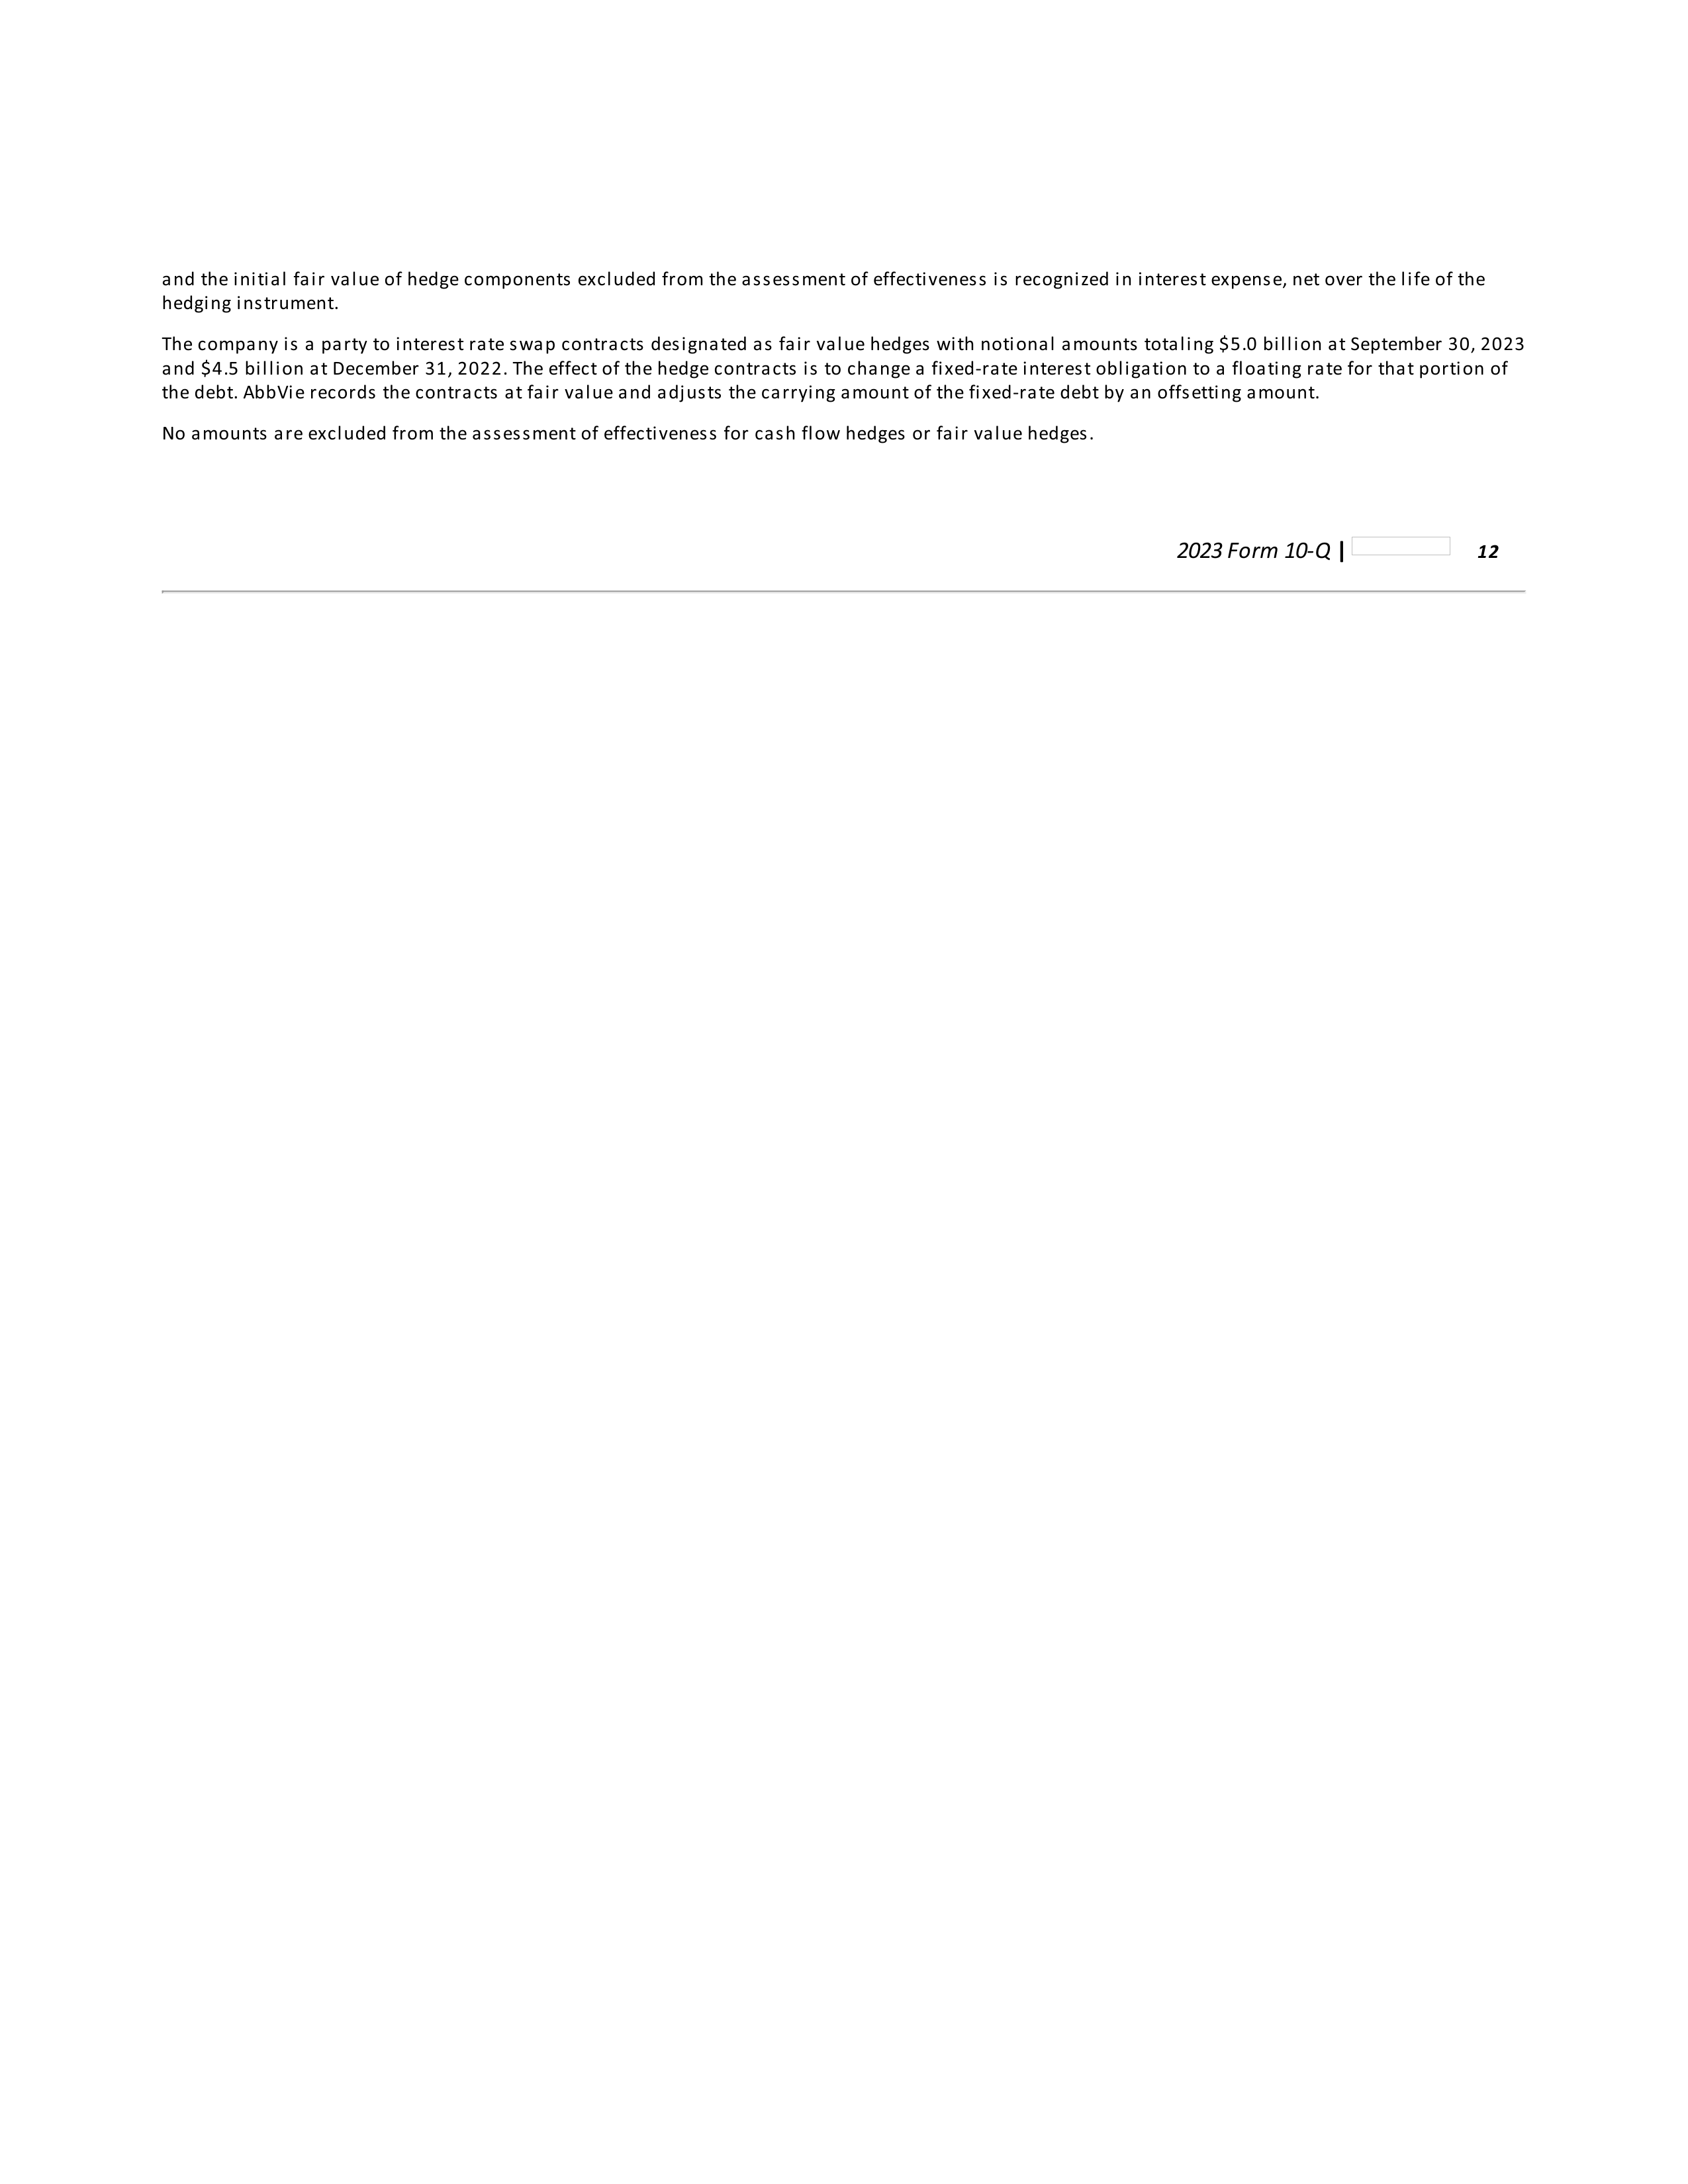 and the initial fair value of hedge components excluded from the assessment of effectiveness is recognized in interest expense, net over the life of the
hedging instrument.
The company is a party to interest rate swap contracts designated as fair value hedges with notional amounts totaling $5.0 billion at September 30, 2023
and $4.5 billion at December 31, 2022. The effect of the hedge contracts is to change a fixed-rate interest obligation to a floating rate for that portion of
the debt. AbbVie records the contracts at fair value and adjusts the carrying amount of the fixed-rate debt by an offsetting amount.
No amounts are excluded from the assessment of effectiveness for cash flow hedges or fair value hedges.
2023 Form 10-Q | 12